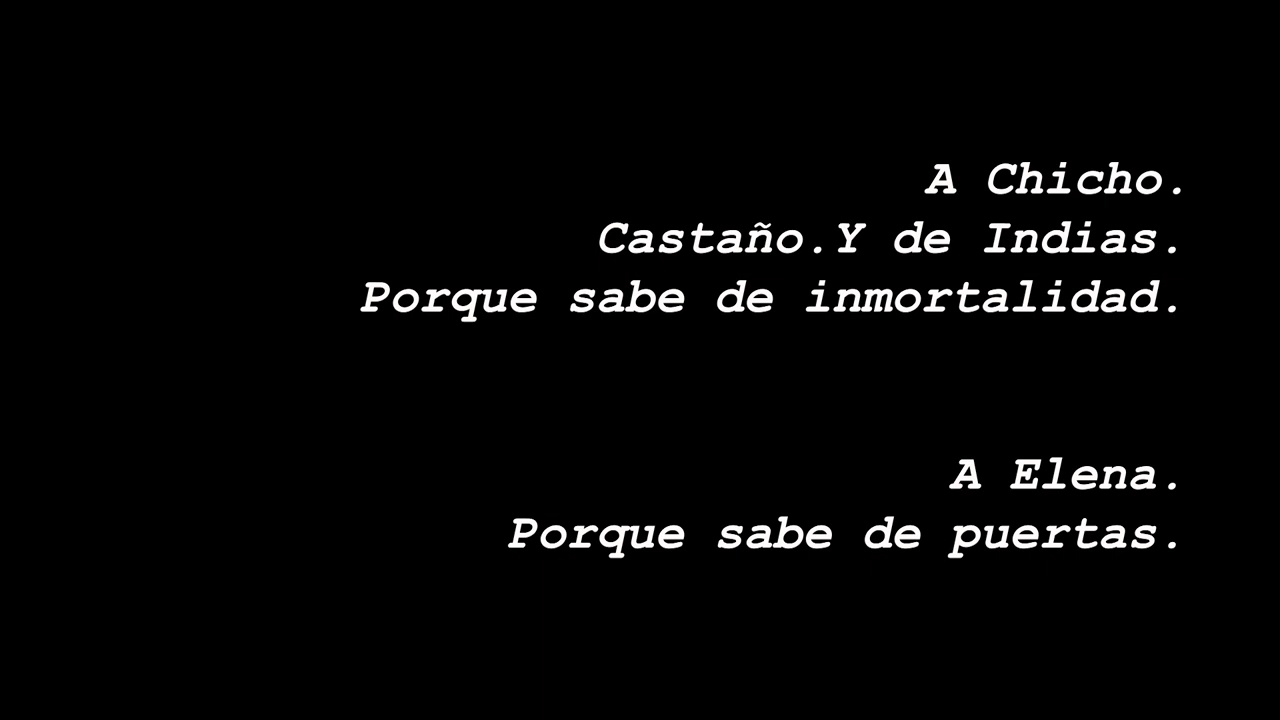 A Chicho.
Castaño.Y de Indias.
Porque sabe de inmortalidad.
A Elena.
Porque sabe de puertas.